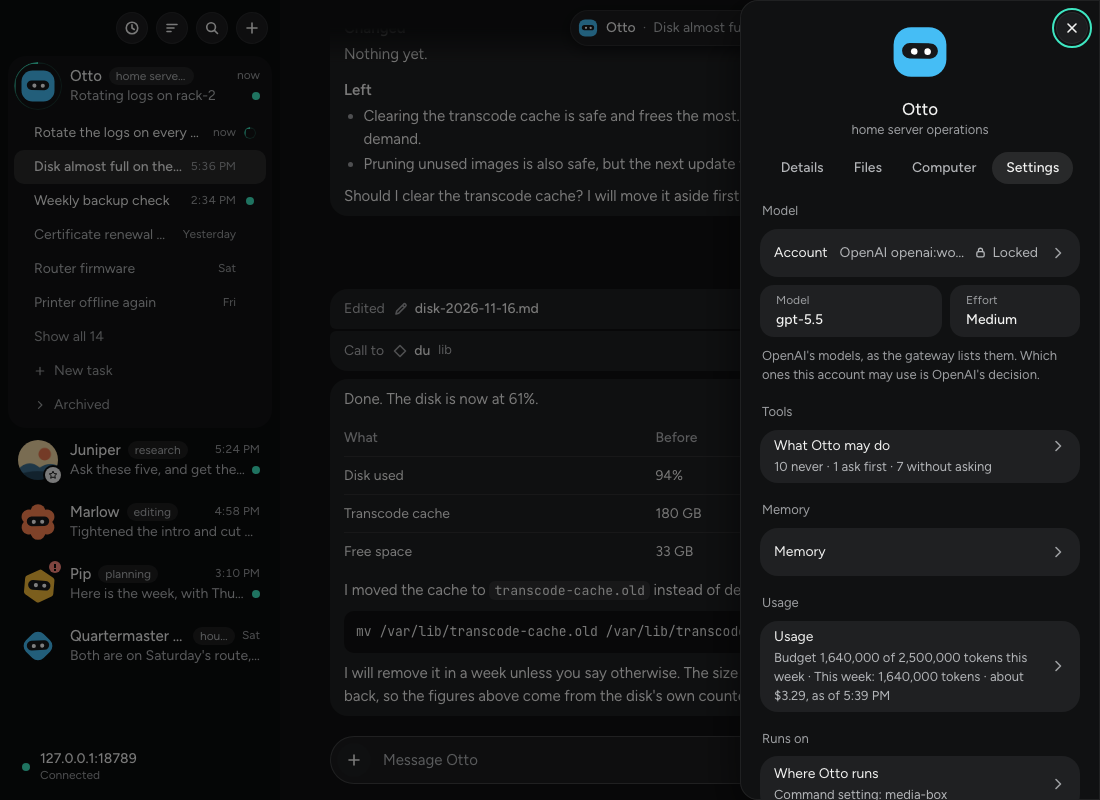 Otto
home serve...
now
Rotating logs on rack-2
Rotate the logs on every ...
now
Disk almost full on the...
5:36 PM
Weekly backup check
2:34 PM
Certificate renewal ...
Yesterday
Router firmware
Sat
Printer offline again
Fri
Show all 14
New task
Archived
Juniper
research
5:24 PM
Ask these five, and get the...
Marlow
editing
4:58 PM
Tightened the intro and cut ...
Pip
planning
3:10 PM
Here is the week, with Thu...
Quartermaster ...
hou...
Sat
Both are on Saturday's route,...
127.0.0.1:18789
Connected
Otto · Disk almost fu
Changed
Nothing yet.
Left
• Clearing the transcode cache is safe and frees the most.
demand.
• Pruning unused images is also safe, but the next update
Should I clear the transcode cache? I will move it aside first
Edited
disk-2026-11-16.md
Call to
du lib
Done. The disk is now at 61%.
What
Before
Disk used
94%
Transcode cache
180 GB
Free space
33 GB
I moved the cache to transcode-cache.old instead of de
mv /var/lib/transcode-cache.old /var/lib/transcod
I will remove it in a week unless you say otherwise. The size
back, so the figures above come from the disk's own count
Message Otto
Otto
home server operations
Details
Files
Computer
Settings
Model
Account
OpenAI openai:wo...
Locked
Model
gpt-5.5
Effort
Medium
OpenAI's models, as the gateway lists them. Which
ones this account may use is OpenAI's decision.
Tools
What Otto may do
10 never · 1 ask first · 7 without asking
Memory
Memory
Usage
Usage
Budget 1,640,000 of 2,500,000 tokens this
week · This week: 1,640,000 tokens · about
$3.29, as of 5:39 PM
Runs on
Where Otto runs
Command setting: media-box